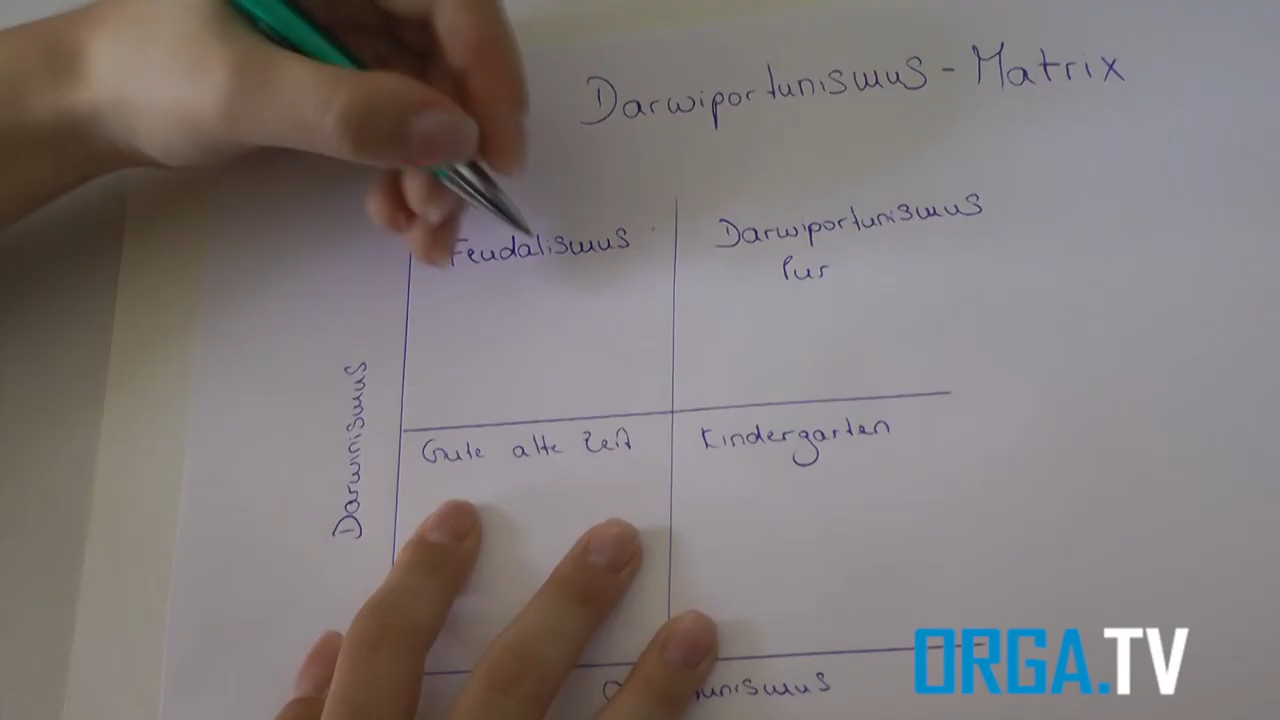 Darwiportunismus - Matrix
Feudalismus
Darwiportunismus
Pur
Darwinismus
Gute alte Zeit
Kindergarten
ORGA.TV